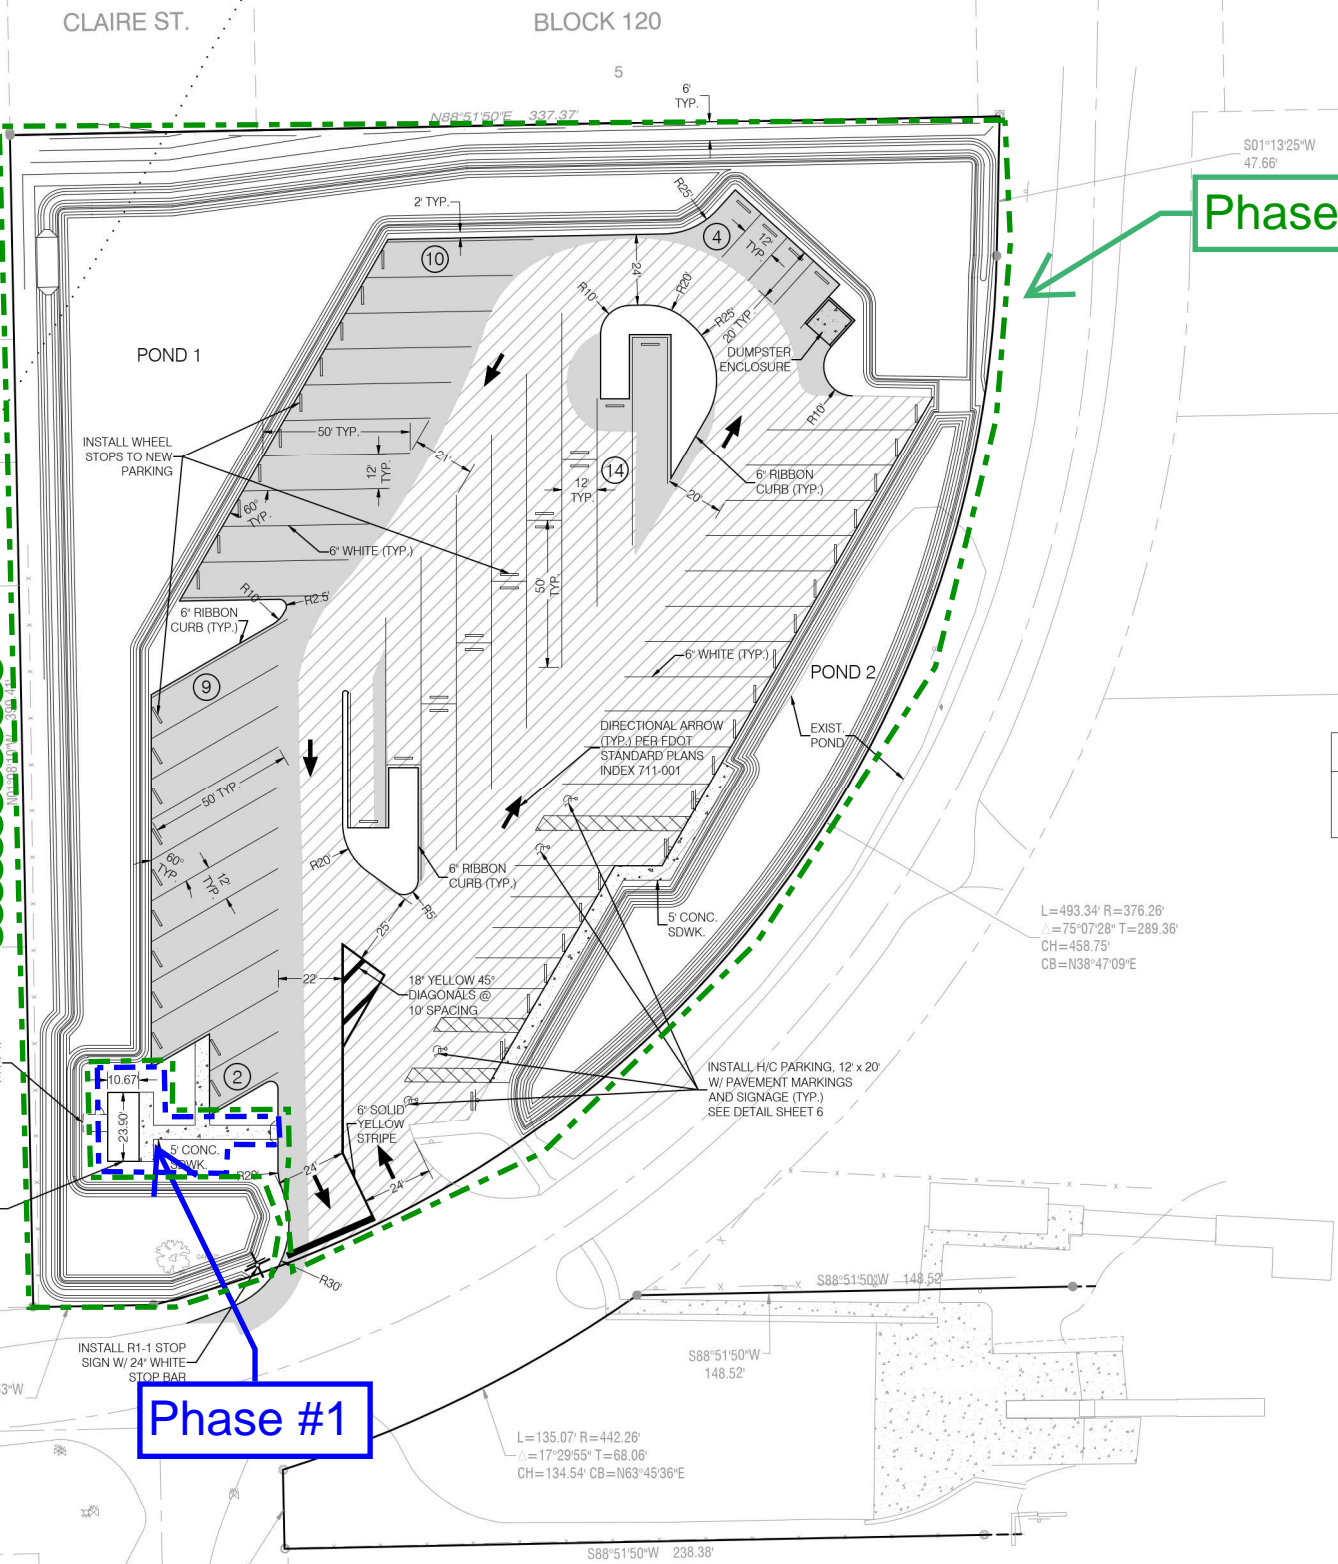 CLAIRE ST.
BLOCK 120
5
N88°51'50"E 337.37'
6'
TYP.
S01°13'25"W
47.66'
Phase
2' TYP.
R25'
4
12'
TYP.
10
24'
R10'
R20'
R25'
20' TYP.
DUMPSTER
ENCLOSURE
POND 1
R10'
INSTALL WHEEL
STOPS TO NEW
PARKING
50' TYP.
21'
12'
TYP.
14
12'
TYP.
20'
6" RIBBON
CURB (TYP.)
60°
TYP.
6" WHITE (TYP.)
50'
TYP.
R10'
R2.5'
6" RIBBON
CURB (TYP.)
6" WHITE (TYP.)
POND 2
9
EXIST.
POND
DIRECTIONAL ARROW
(TYP.) PER FDOT
STANDARD PLANS
INDEX 711-001
50' TYP.
60°
TYP.
12'
TYP.
R20'
6" RIBBON
CURB (TYP.)
R5'
25'
5' CONC.
SDWK.
L=493.34' R=376.26'
△=75°07'28" T=289.36'
CH=458.75'
CB=N38°47'09"E
22'
18" YELLOW 45°
DIAGONALS @
10' SPACING
10.67'
2
23.90'
INSTALL H/C PARKING, 12' x 20'
W/ PAVEMENT MARKINGS
AND SIGNAGE (TYP.)
SEE DETAIL SHEET 6
6" SOLID
YELLOW
STRIPE
5' CONC.
SDWK.
R20'
24'
24'
R30'
S88°51'50"W 148.52'
INSTALL R1-1 STOP
SIGN W/ 24" WHITE
STOP BAR
S88°51'50"W
148.52'
3"W
Phase #1
L=135.07' R=442.26'
△=17°29'55" T=68.06'
CH=134.54' CB=N63°45'36"E
S88°51'50"W 238.38'